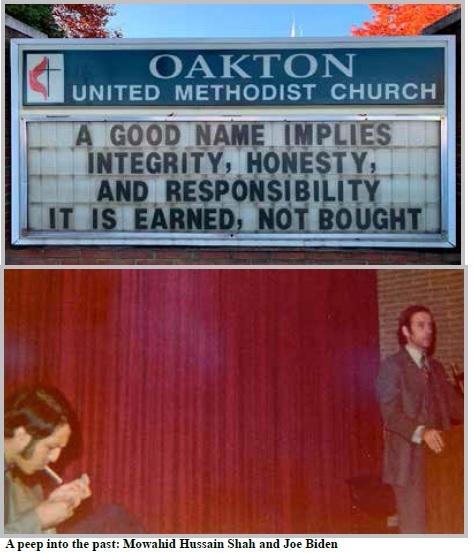 OAKTON
UNITED METHODIST CHURCH
A GOOD NAME IMPLIES
INTEGRITY, HONESTY,
AND RESPONSIBILITY
IT IS EARNED, NOT BOUGHT
A peep into the past: Mowahid Hussain Shah and Joe Biden